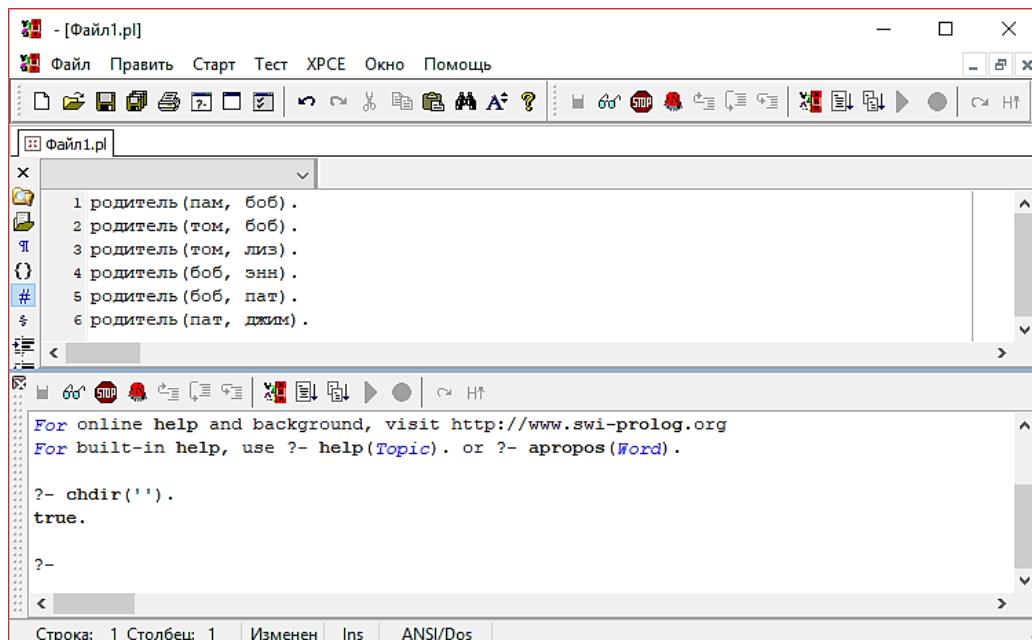 - [Файл1.pl]
Файл Править Старт Тест XPCE Окно Помощь
Файл1.pl
1 родитель(пам, боб).
2 родитель(том, боб).
3 родитель(том, лиз).
4 родитель(боб, энн).
5 родитель(боб, пат).
6 родитель(пат, джим).
For online help and background, visit http://www.swi-prolog.org
For built-in help, use ?- help(Topic). or ?- apropos(Word).
?- chdir('').
true.
?-
Строка: 1 Столбец: 1 Изменен Ins ANSI/Dos